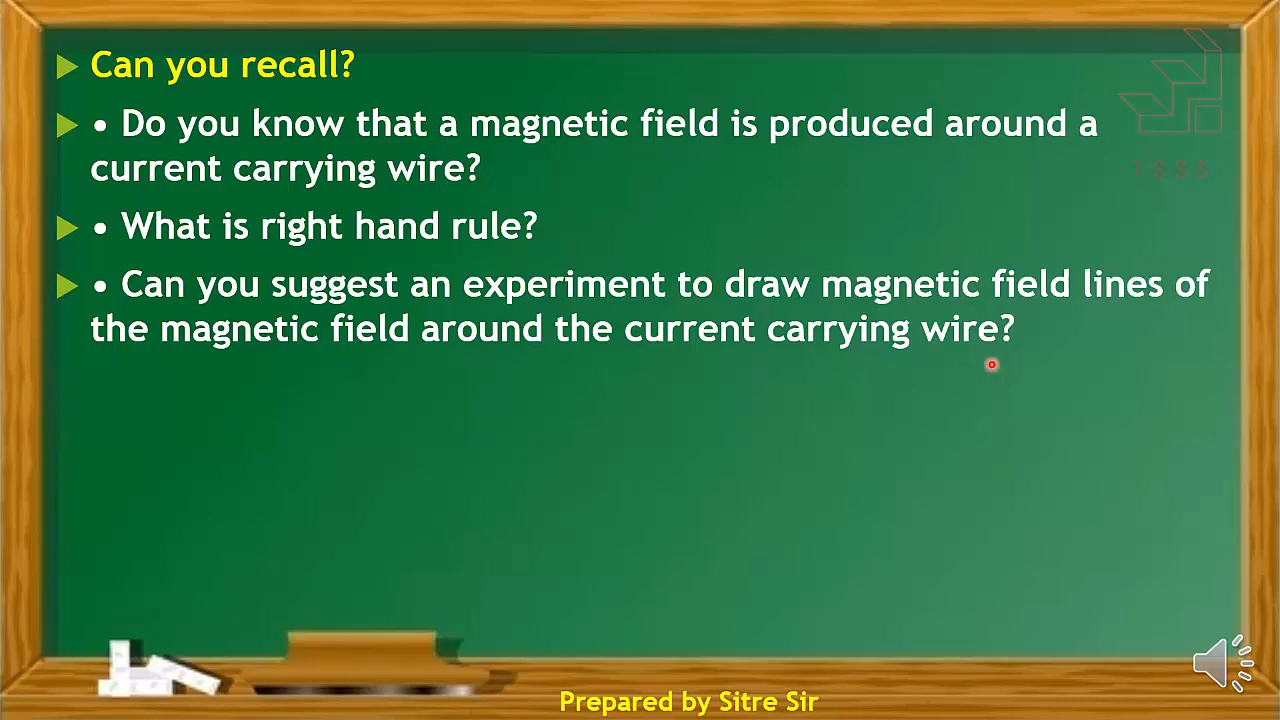 Can you recall?
• Do you know that a magnetic field is produced around a
current carrying wire?
• What is right hand rule?
• Can you suggest an experiment to draw magnetic field lines of
the magnetic field around the current carrying wire?
TSSS
Prepared by Sitre Sir